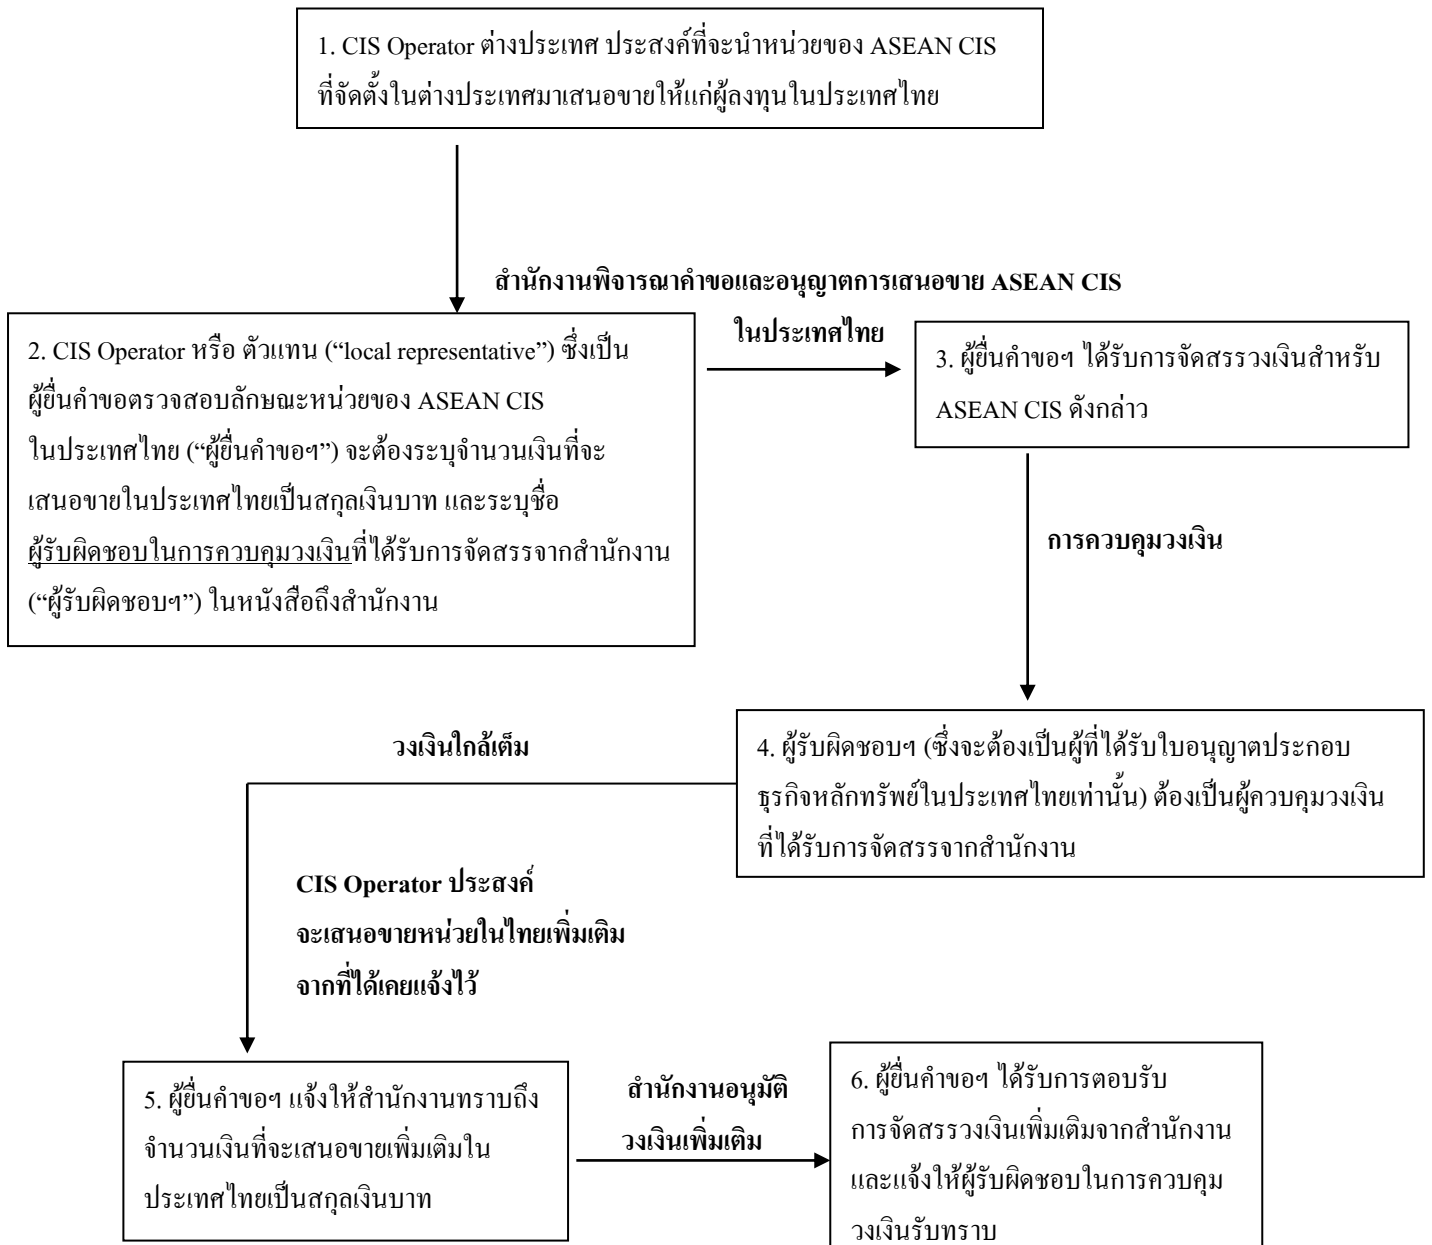 1. CIS Operator ต่างประเทศ ประสงค์ที่จะนำหน่วยของ ASEAN CIS
ที่จัดตั้งในต่างประเทศมาเสนอขายให้แก่ผู้ลงทุนในประเทศไทย
สำนักงานพิจารณาคำขอและอนุญาตการเสนอขาย ASEAN CIS
ในประเทศไทย
2. CIS Operator หรือ ตัวแทน (“local representative”) ซึ่งเป็น
ผู้ยื่นคำขอตรวจสอบลักษณะหน่วยของ ASEAN CIS
ในประเทศไทย (“ผู้ยื่นคำขอฯ”) จะต้องระบุจำนวนเงินที่จะ
เสนอขายในประเทศไทยเป็นสกุลเงินบาท และระบุชื่อ
ผู้รับผิดชอบในการควบคุมวงเงินที่ได้รับการจัดสรรจากสำนักงาน
(“ผู้รับผิดชอบฯ”) ในหนังสือถึงสำนักงาน
3. ผู้ยื่นคำขอฯ ได้รับการจัดสรรวงเงินสำหรับ
ASEAN CIS ดังกล่าว
การควบคุมวงเงิน
4. ผู้รับผิดชอบฯ (ซึ่งจะต้องเป็นผู้ที่ได้รับใบอนุญาตประกอบ
ธุรกิจหลักทรัพย์ในประเทศไทยเท่านั้น) ต้องเป็นผู้ควบคุมวงเงิน
ที่ได้รับการจัดสรรจากสำนักงาน
วงเงินใกล้เต็ม
CIS Operator ประสงค์
จะเสนอขายหน่วยในไทยเพิ่มเติม
จากที่ได้เคยแจ้งไว้
5. ผู้ยื่นคำขอฯ แจ้งให้สำนักงานทราบถึง
จำนวนเงินที่จะเสนอขายเพิ่มเติมใน
ประเทศไทยเป็นสกุลเงินบาท
สำนักงานอนุมัติ
วงเงินเพิ่มเติม
6. ผู้ยื่นคำขอฯ ได้รับการตอบรับ
การจัดสรรวงเงินเพิ่มเติมจากสำนักงาน
และแจ้งให้ผู้รับผิดชอบในการควบคุม
วงเงินรับทราบ